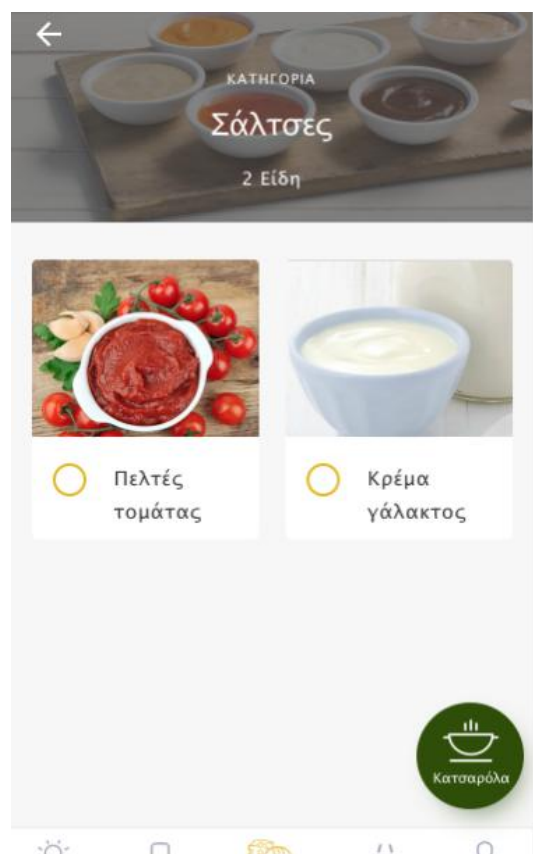 ΚΑΤΗΓΟΡΙΑ
Σάλτσες
2 Είδη
Πελτές
τομάτας
Κρέμα
γάλακτος
Κατσαρόλα